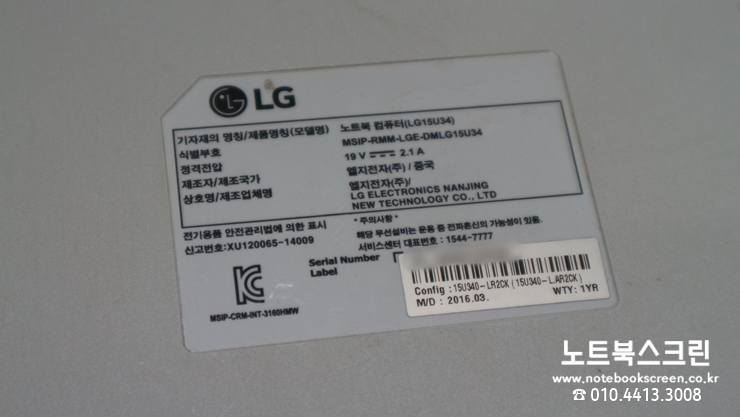 LG
기자재의 명칭/제품명칭(모델명) 노트북 컴퓨터(LG15U34)
식별부호 MSIP-RMM-LGE-DMLG15U34
정격전압 19 V 2.1 A
제조자/제조국가 엘지전자(주) / 중국
상호명/제조업체명 엘지전자(주)/
LG ELECTRONICS NANJING
NEW TECHNOLOGY CO., LTD
전기용품 안전관리법에 의한 표시
신고번호:XU120065-14009
* 주의사항 *
해당 무선설비는 운용 중 전파혼신의 가능성이 있음.
서비스센터 대표번호 : 1544-7777
Serial Number
Label
Config :15U340-LR2CK (15U340-L.AR2CK)
M/D : 2016.03. WTY: 1YR
MSIP-CRM-INT-3160HMW
노트북스크린
www.notebookscreen.co.kr
☎ 010.4413.3008